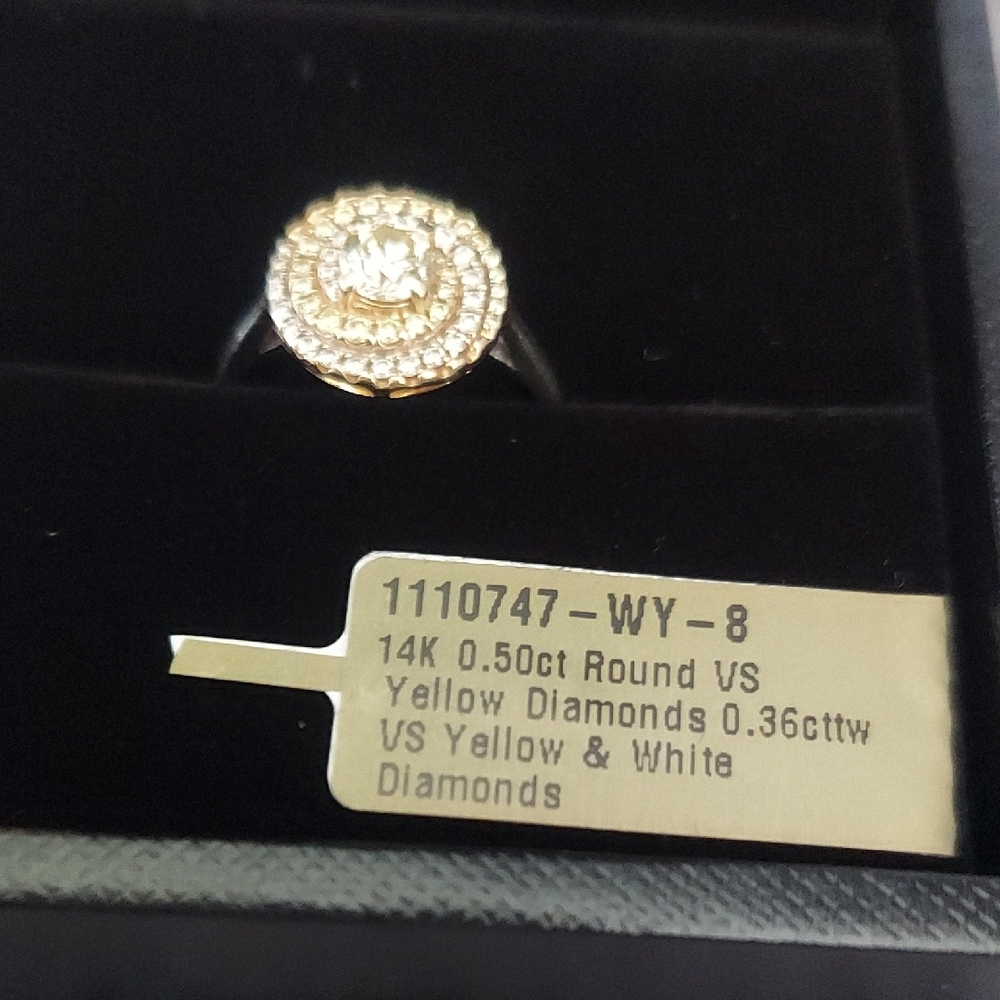 1110747-WY-8
14K 0.50ct Round VS
Yellow Diamonds 0.36cttw
VS Yellow & White
Diamonds